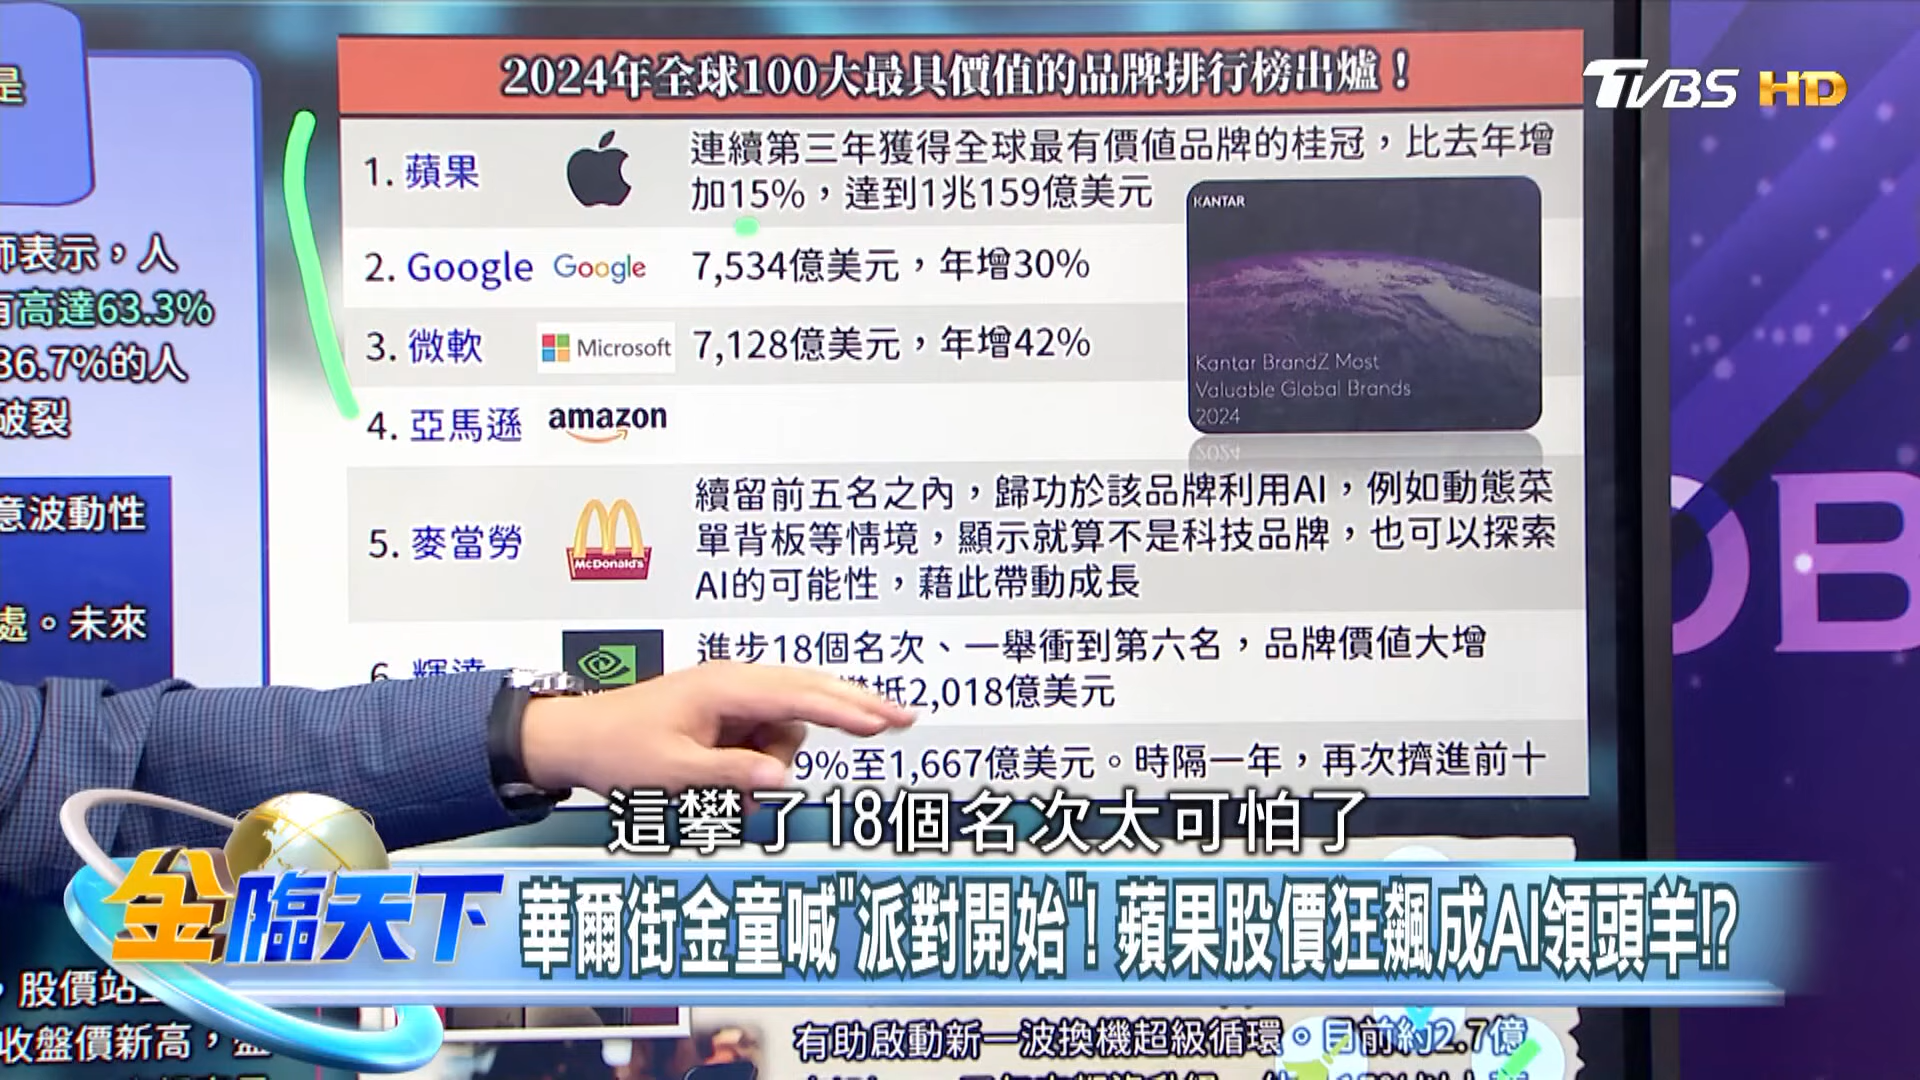 2024年全球100大最具價值的品牌排行榜出爐！
TVBS HD
是
1. 蘋果
連續第三年獲得全球最有價值品牌的桂冠，比去年增
加15%，達到1兆159億美元
KANTAR
Kantar BrandZ Most
Valuable Global Brands
2024
2. Google
Google
7,534億美元，年增30%
3. 微軟
Microsoft
7,128億美元，年增42%
4. 亞馬遜
amazon
5. 麥當勞
McDonald's
續留前五名之內，歸功於該品牌利用AI，例如動態菜
單背板等情境，顯示就算不是科技品牌，也可以探索
AI的可能性，藉此帶動成長
6. 輝達
進步18個名次、一舉衝到第六名，品牌價值大增
抵2,018億美元
9%至1,667億美元。時隔一年，再次擠進前十
師表示，人
有高達63.3%
36.7%的人
破裂
意波動性
處。未來
OB
這攀了18個名次太可怕了
金臨天下
華爾街金童喊"派對開始"! 蘋果股價狂飆成AI領頭羊!?
，股價站
收盤價新高，
有助啟動新一波換機超級循環。目前約2.7億